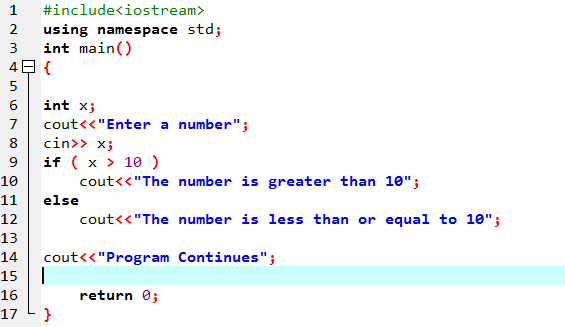 1 #include<iostream>
2 using namespace std;
3 int main()
4 {
5
6 int x;
7 cout<<"Enter a number";
8 cin>> x;
9 if ( x > 10 )
10 cout<<"The number is greater than 10";
11 else
12 cout<<"The number is less than or equal to 10";
13
14 cout<<"Program Continues";
15
16 return 0;
17 }